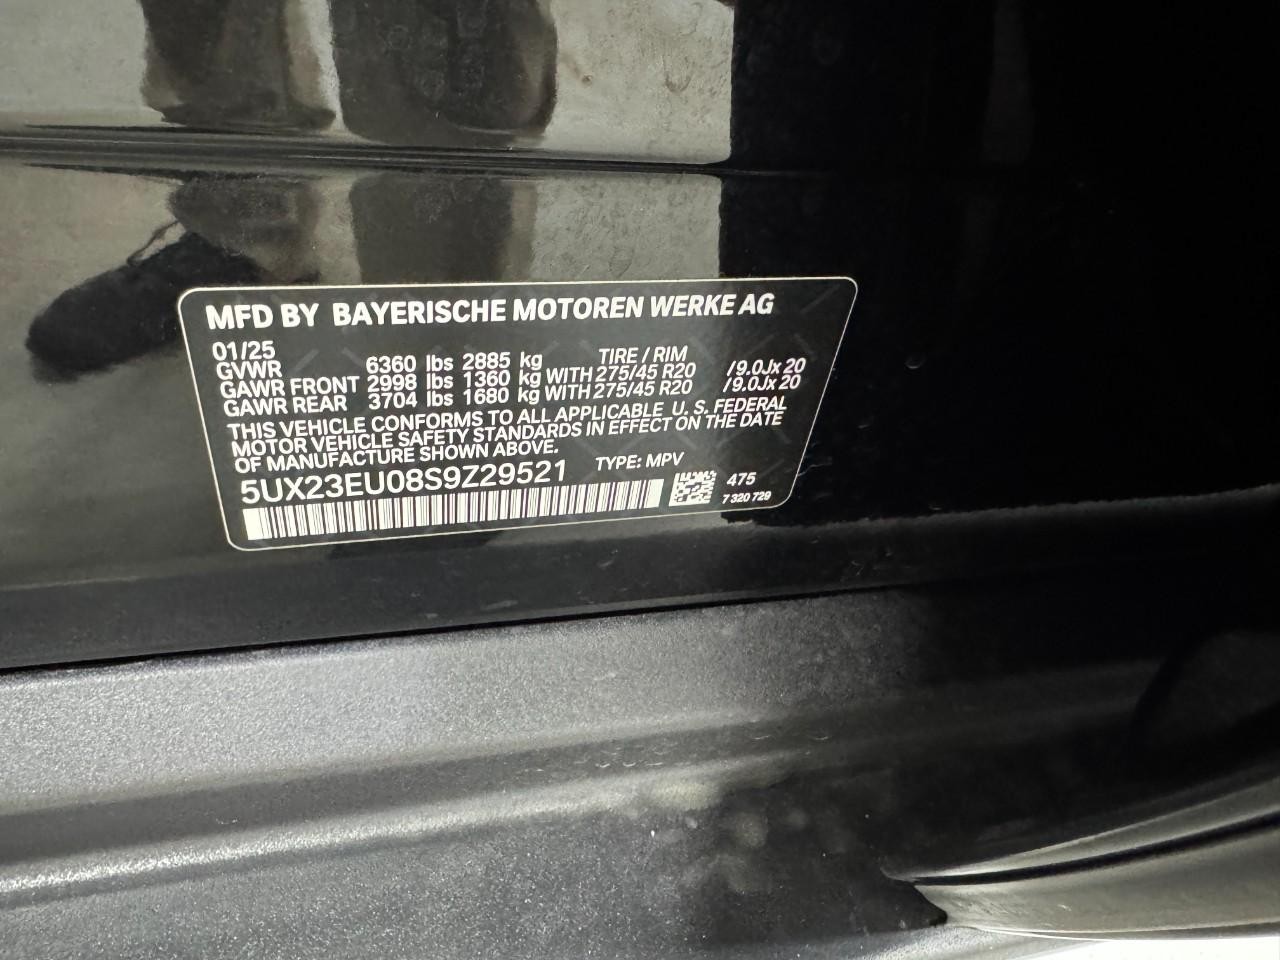 MFD BY BAYERISCHE MOTOREN WERKE AG
01/25
GVWR 6360 lbs 2885 kg TIRE / RIM
GAWR FRONT 2998 lbs 1360 kg WITH 275/45 R20 /9.0Jx20
GAWR REAR 3704 lbs 1680 kg WITH 275/45 R20 /9.0Jx20
THIS VEHICLE CONFORMS TO ALL APPLICABLE U. S. FEDERAL
MOTOR VEHICLE SAFETY STANDARDS IN EFFECT ON THE DATE
OF MANUFACTURE SHOWN ABOVE.
5UX23EU08S9Z29521 TYPE: MPV
475
7 320 729